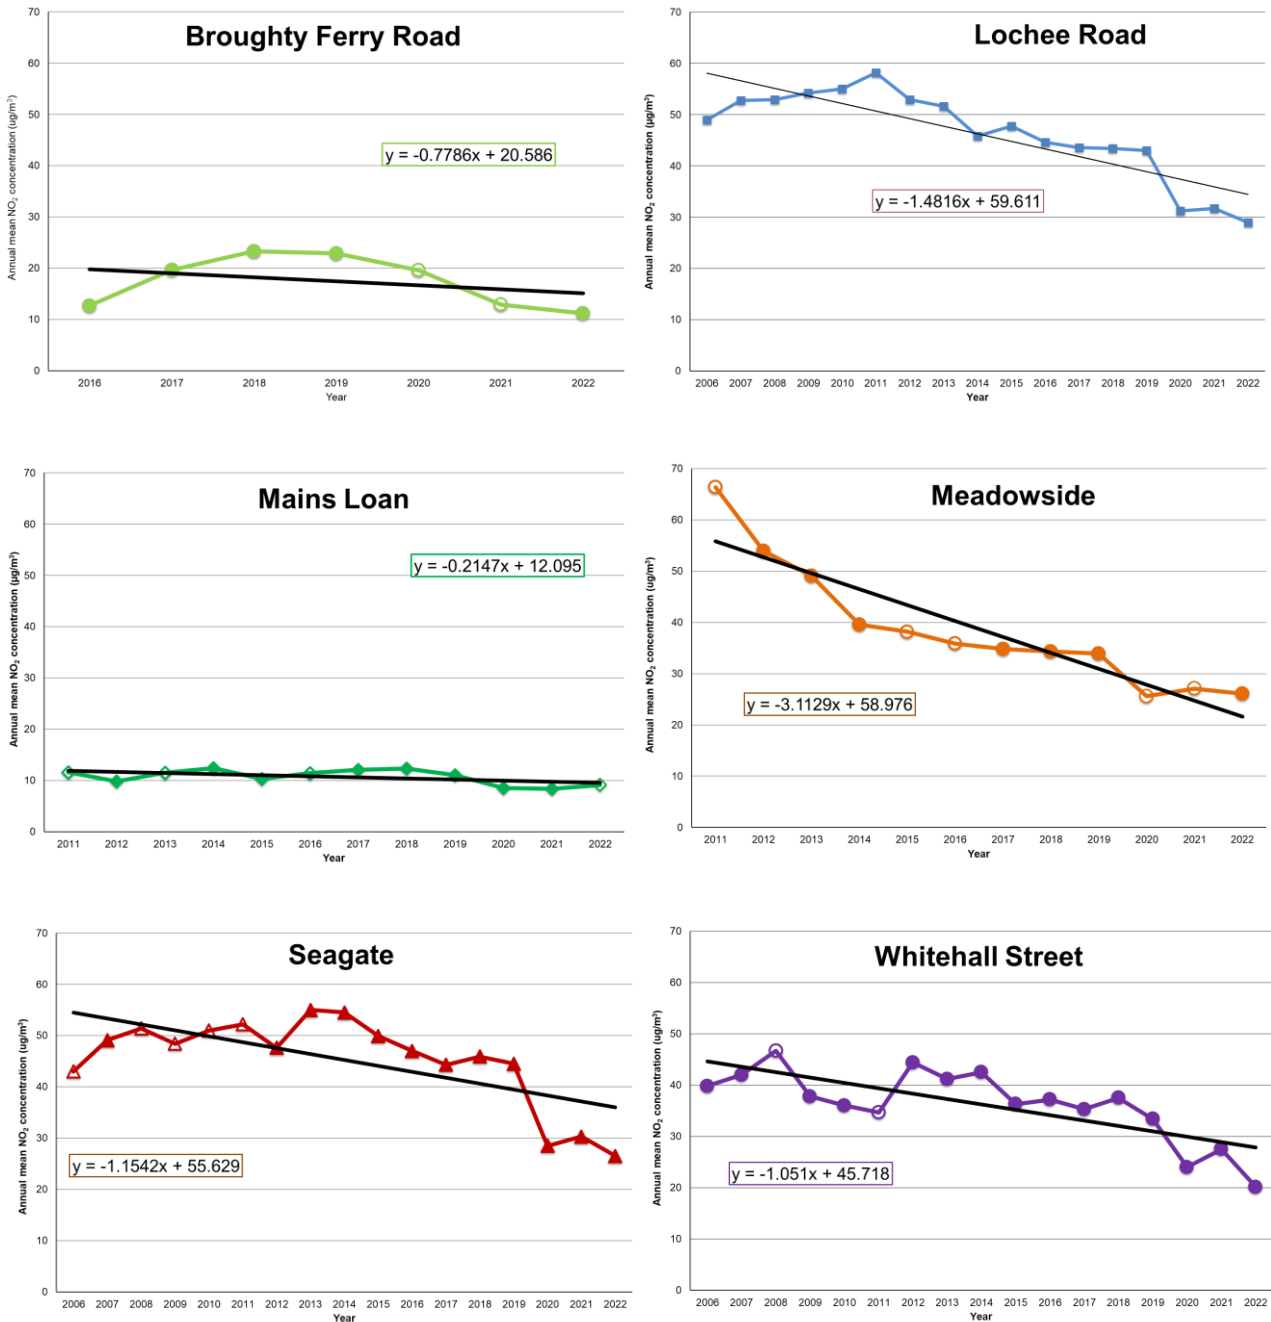 Broughty Ferry Road
Annual mean NO₂ concentration (ug/m³)
70
60
50
40
30
20
10
0
y = -0.7786x + 20.586
2016 2017 2018 2019 2020 2021 2022
Year
Lochee Road
Annual mean NO₂ concentration (µg/m³)
70
60
50
40
30
20
10
0
y = -1.4816x + 59.611
2006 2007 2008 2009 2010 2011 2012 2013 2014 2015 2016 2017 2018 2019 2020 2021 2022
Year
Mains Loan
Annual mean NO₂ concentration (µg/m³)
70
60
50
40
30
20
10
0
y = -0.2147x + 12.095
2011 2012 2013 2014 2015 2016 2017 2018 2019 2020 2021 2022
Year
Meadowside
Annual mean NO₂ concentration (ug/m³)
70
60
50
40
30
20
10
0
y = -3.1129x + 58.976
2011 2012 2013 2014 2015 2016 2017 2018 2019 2020 2021 2022
Year
Seagate
Annual mean NO₂ concentration (ug/m³)
70
60
50
40
30
20
10
0
y = -1.1542x + 55.629
2006 2007 2008 2009 2010 2011 2012 2013 2014 2015 2016 2017 2018 2019 2020 2021 2022
Year
Whitehall Street
Annual mean NO₂ concentration (ug/m³)
70
60
50
40
30
20
10
0
y = -1.051x + 45.718
2006 2007 2008 2009 2010 2011 2012 2013 2014 2015 2016 2017 2018 2019 2020 2021 2022
Year